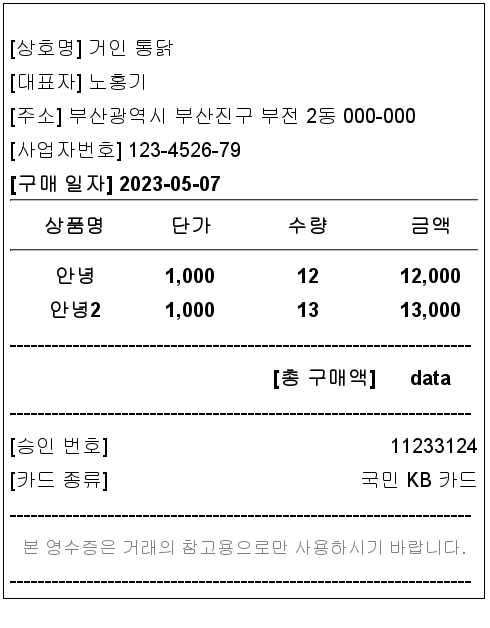 [상호명] 거인 통닭
[대표자] 노홍기
[주소] 부산광역시 부산진구 부전 2동 000-000
[사업자번호] 123-4526-79
[구매 일자] 2023-05-07
상품명 단가 수량 금액
안녕 1,000 12 12,000
안녕2 1,000 13 13,000
[총 구매액] data
[승인 번호] 11233124
[카드 종류] 국민 KB 카드
본 영수증은 거래의 참고용으로만 사용하시기 바랍니다.